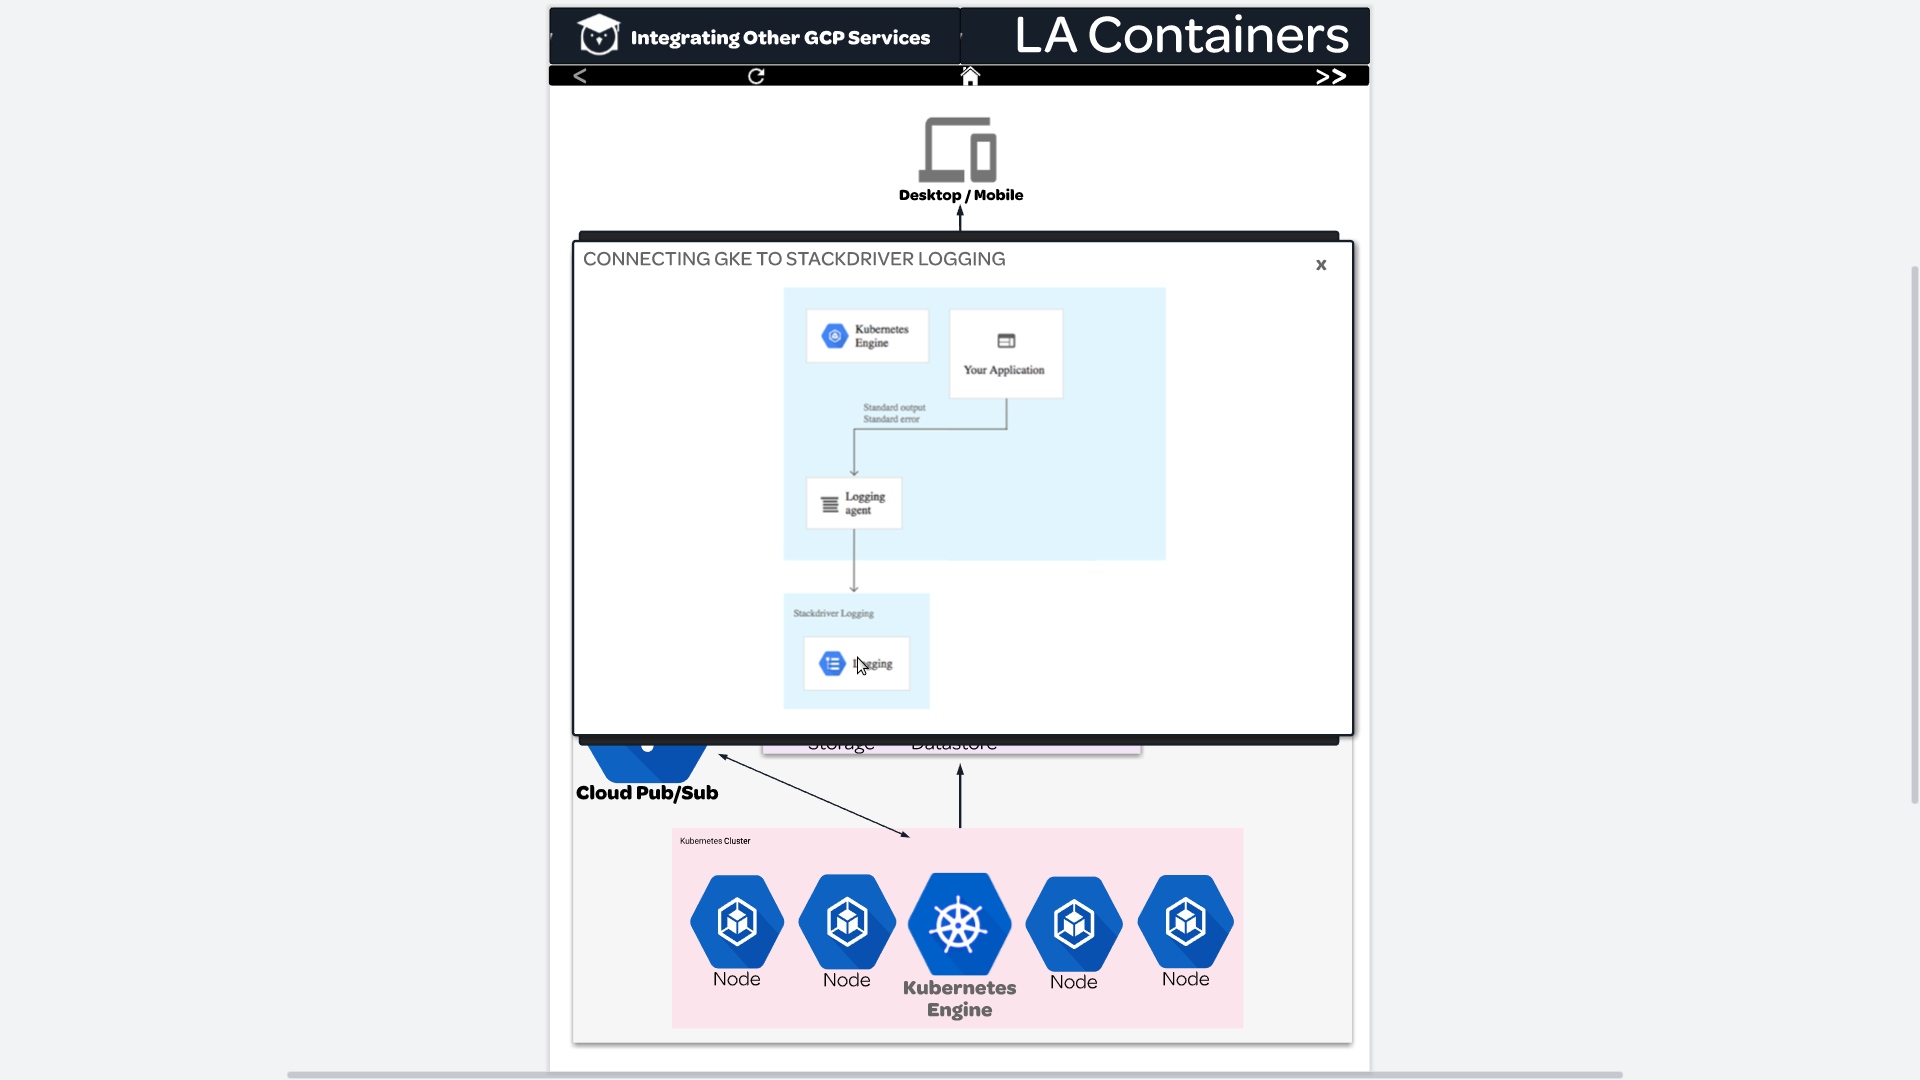 Integrating Other GCP Services
LA Containers
<
>>
Desktop / Mobile
CONNECTING GKE TO STACKDRIVER LOGGING
x
Kubernetes
Engine
Your Application
Standard output
Standard error
Logging
agent
Stackdriver Logging
Logging
Storage
Datastore
Cloud Pub/Sub
Kubernetes Cluster
Node
Node
Kubernetes
Engine
Node
Node